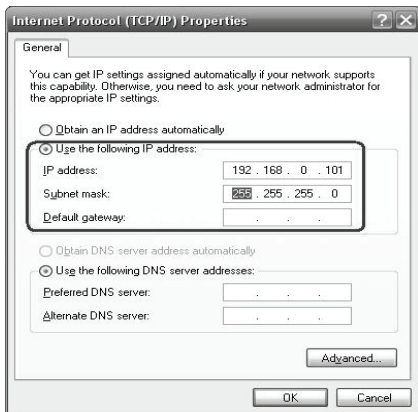 Internet Protocol (TCP/IP) Properties
General
You can get IP settings assigned automatically if your network supports
this capability. Otherwise, you need to ask your network administrator for
the appropriate IP settings.
Obtain an IP address automatically
Use the following IP address:
IP address: 192 . 168 . 0 . 101
Subnet mask: 255 . 255 . 255 . 0
Default gateway: . . .
Obtain DNS server address automatically
Use the following DNS server addresses:
Preferred DNS server: . . .
Alternate DNS server: . . .
Advanced...
OK Cancel